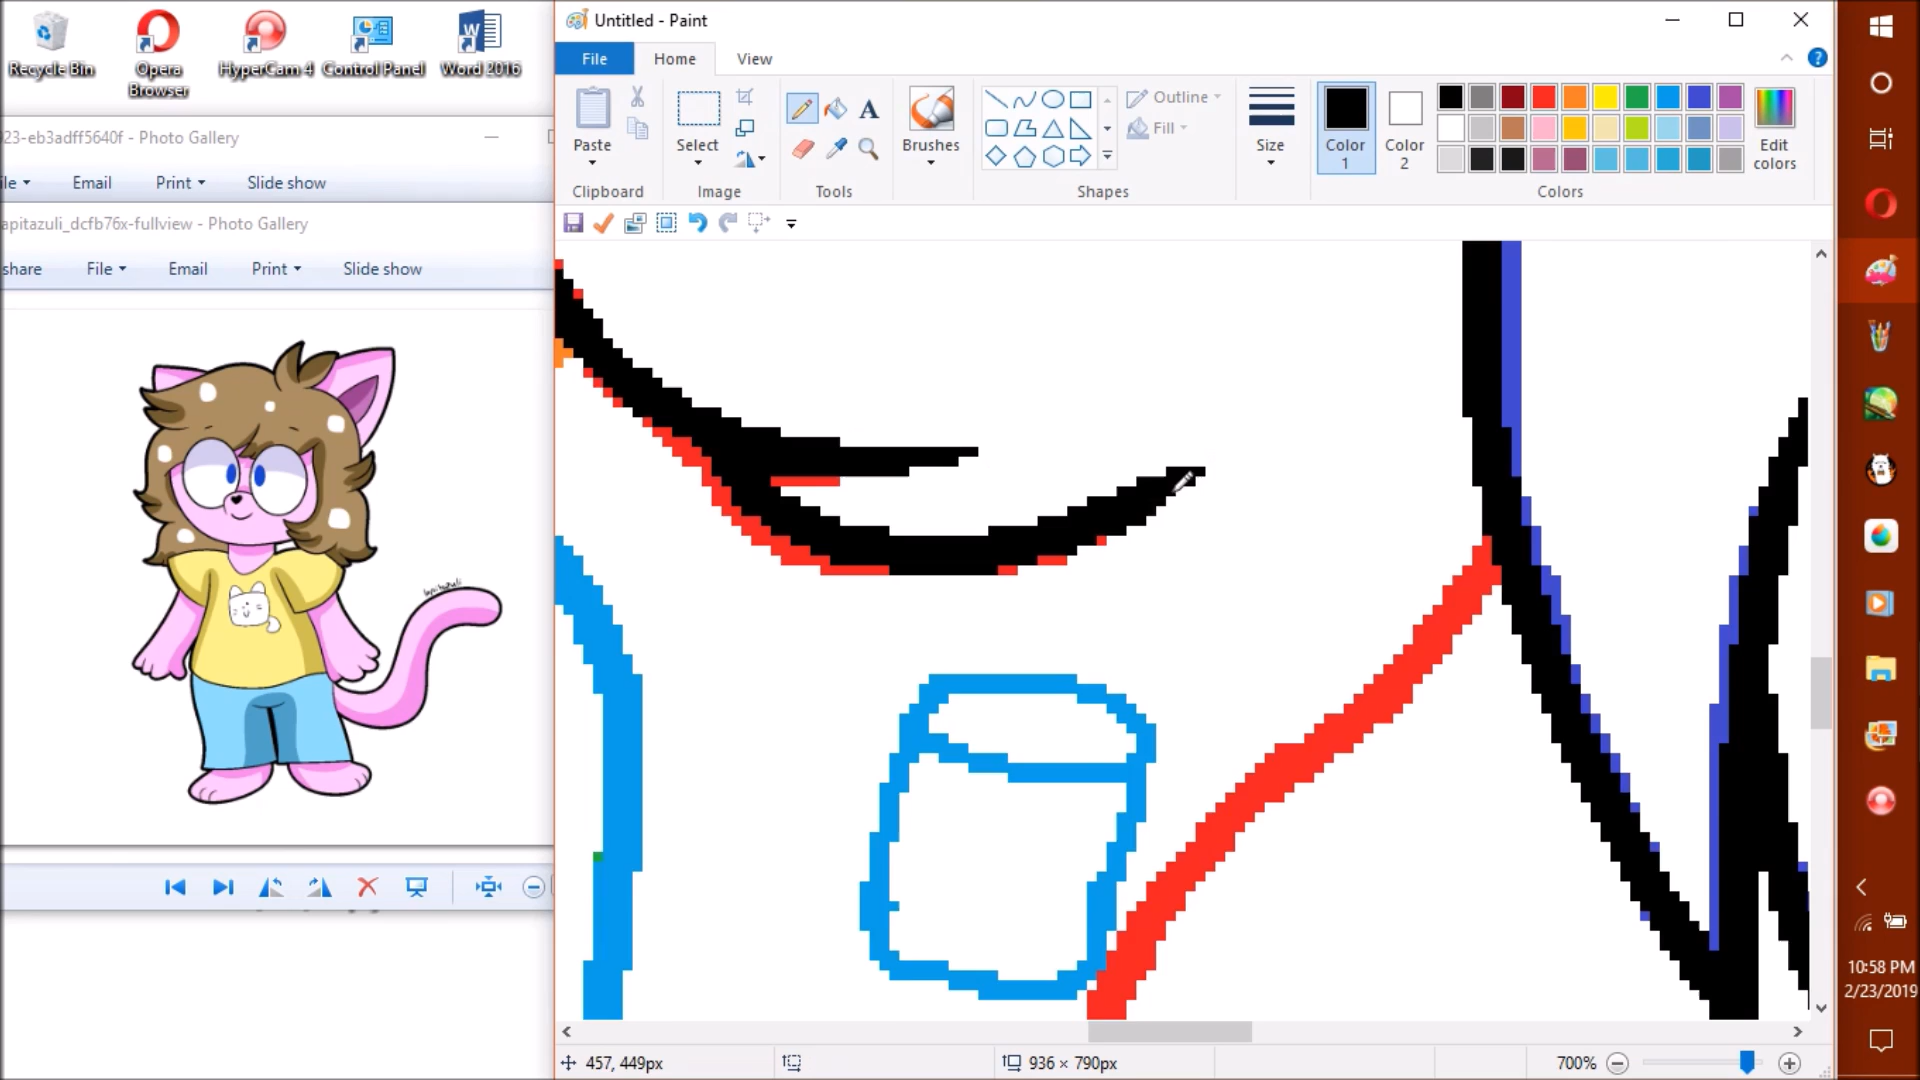 Recycle Bin
Opera Browser
HyperCam 4
Control Panel
Word 2016
023-eb3adff5640f - Photo Gallery
Email
Print
Slide show
apitazuli_dcfb76x-fullview - Photo Gallery
share
File
Email
Print
Slide show
lapitazuli
Untitled - Paint
File
Home
View
Paste
Select
A
Brushes
Outline
Fill
Size
Color 1
Color 2
Edit colors
Clipboard
Image
Tools
Shapes
Colors
457, 449px
936 × 790px
700%
10:58 PM
2/23/2019